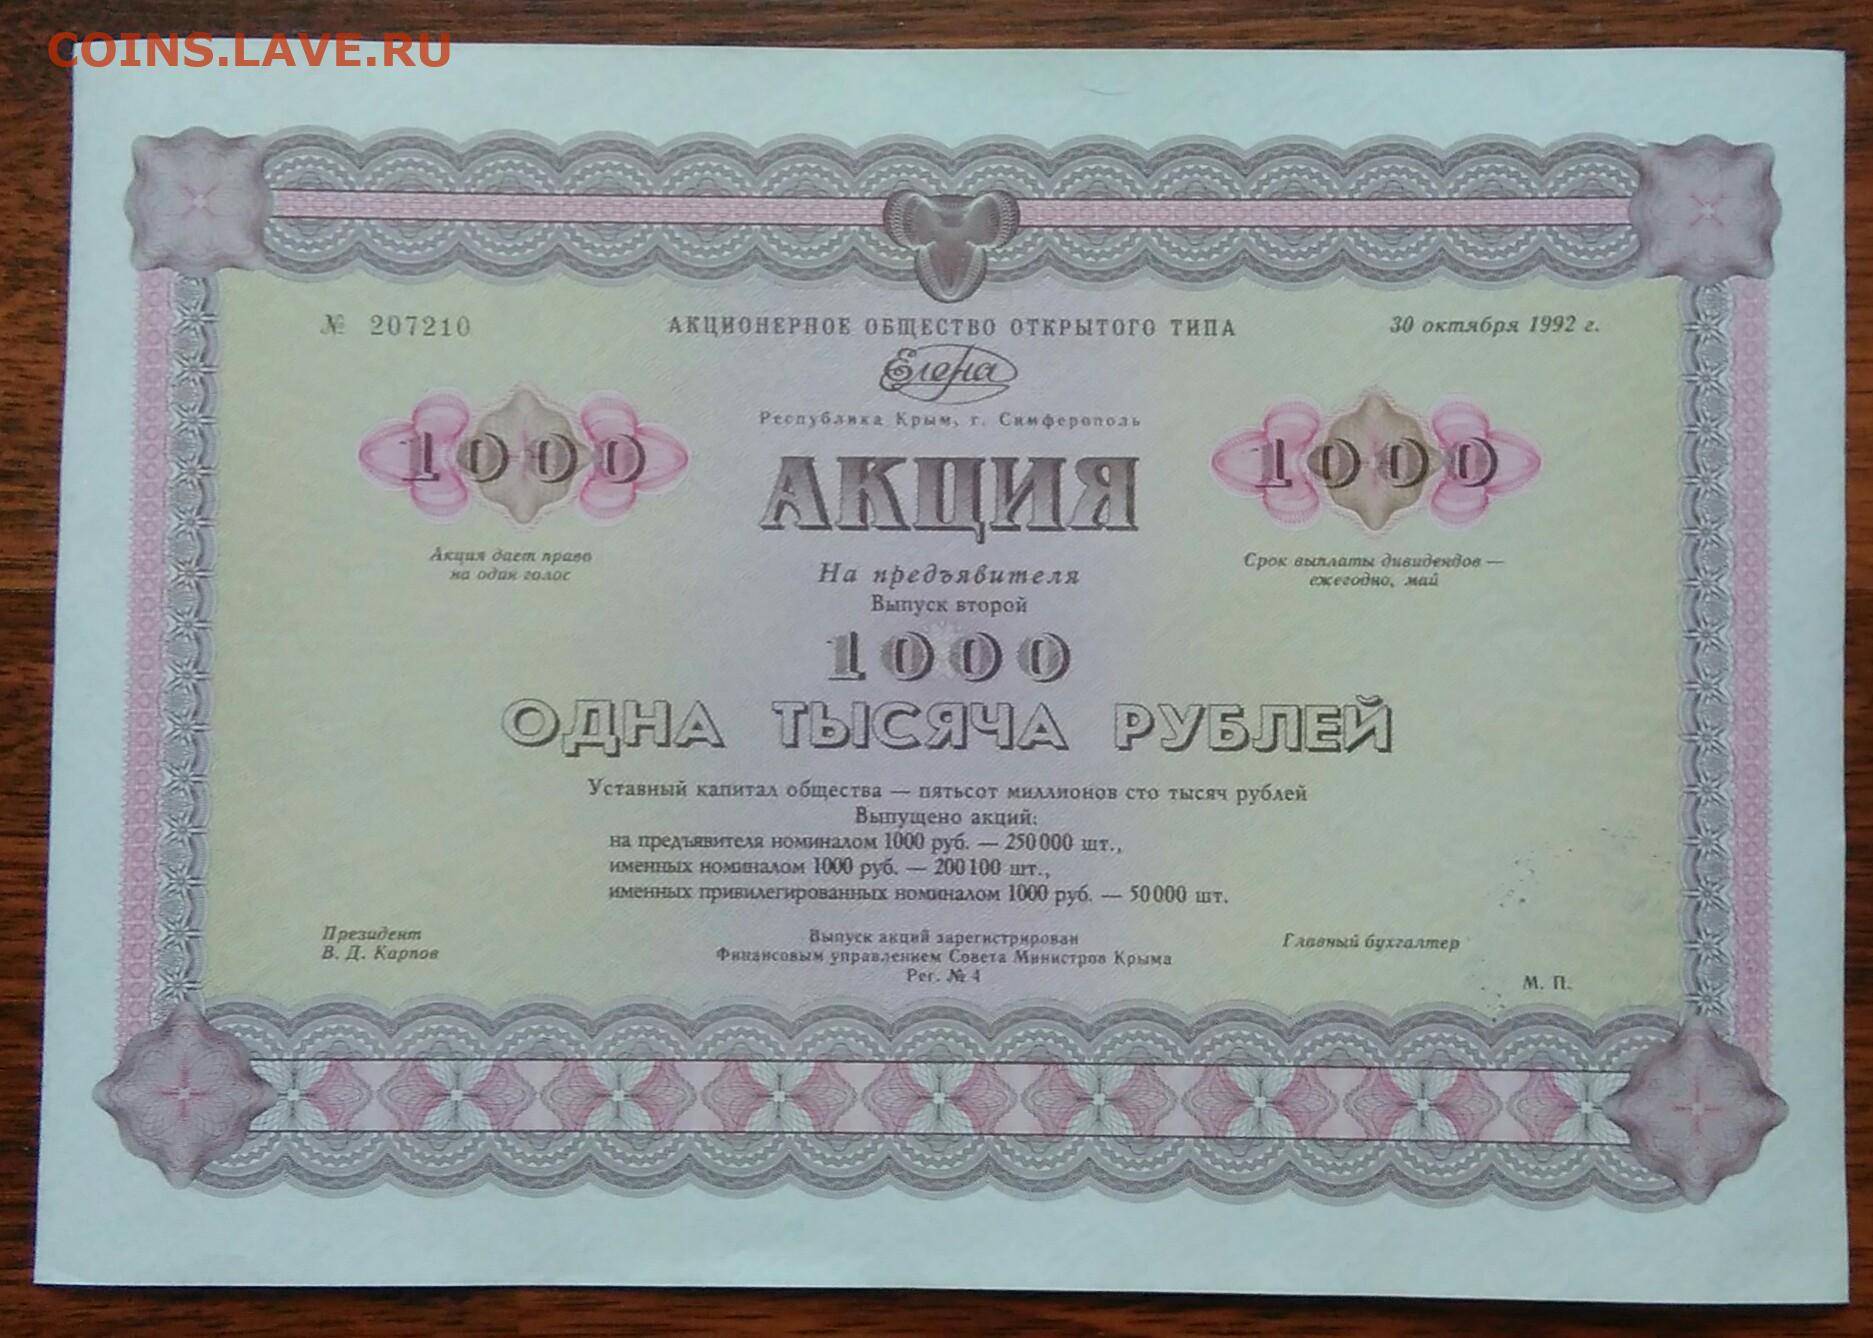 COINS.LAVE.RU
№ 207210
АКЦИОНЕРНОЕ ОБЩЕСТВО ОТКРЫТОГО ТИПА
30 октября 1992 г.
Елена
Республика Крым, г. Симферополь
1000
1000
АКЦИЯ
Акция дает право
на один голос
Срок выплаты дивидендов —
ежегодно, май
На предъявителя
Выпуск второй
1000
ОДНА ТЫСЯЧА РУБЛЕЙ
Уставный капитал общества — пятьсот миллионов сто тысяч рублей
Выпущено акций:
на предъявителя номиналом 1000 руб. — 250 000 шт.,
именных номиналом 1000 руб. — 200 100 шт.,
именных привилегированных номиналом 1000 руб. — 50 000 шт.
Президент
В. Д. Карпов
Выпуск акций зарегистрирован
Финансовым управлением Совета Министров Крыма
Рег. № 4
Главный бухгалтер
М. П.